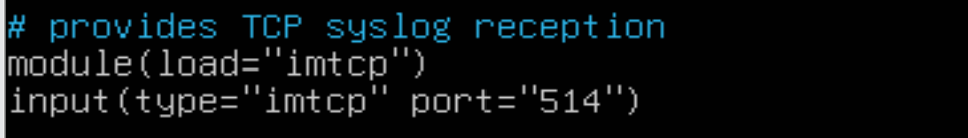 # provides TCP syslog reception
module(load="imtcp")
input(type="imtcp" port="514")